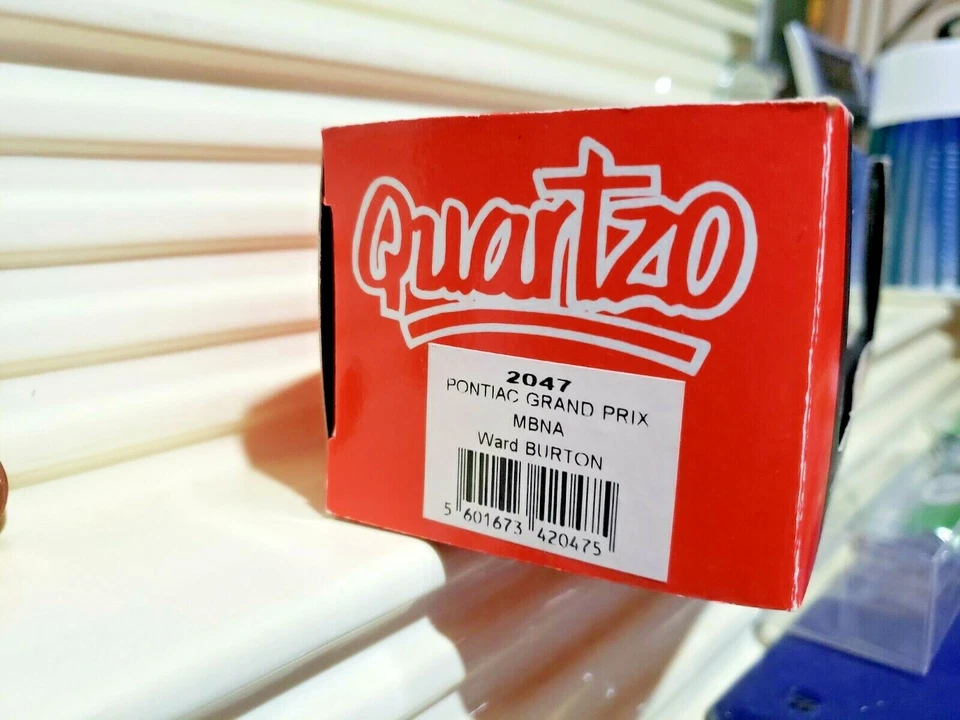 Quartzo
2047
PONTIAC GRAND PRIX
MBNA
Ward BURTON
5 601673 420475